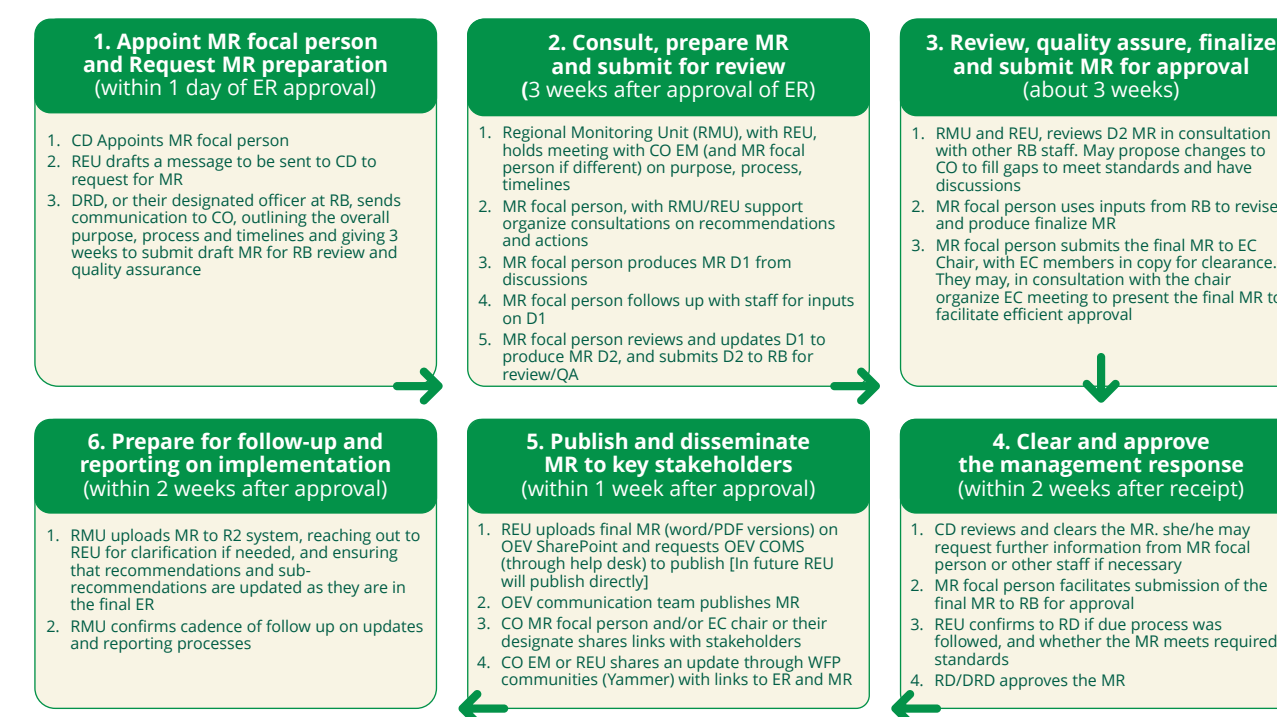 1. Appoint MR focal person
and Request MR preparation
(within 1 day of ER approval)
1. CD Appoints MR focal person
2. REU drafts a message to be sent to CD to
request for MR
3. DRD, or their designated officer at RB, sends
communication to CO, outlining the overall
purpose, process and timelines and giving 3
weeks to submit draft MR for RB review and
quality assurance
2. Consult, prepare MR
and submit for review
(3 weeks after approval of ER)
1. Regional Monitoring Unit (RMU), with REU,
holds meeting with CO EM (and MR focal
person if different) on purpose, process,
timelines
2. MR focal person, with RMU/REU support
organize consultations on recommendations
and actions
3. MR focal person produces MR D1 from
discussions
4. MR focal person follows up with staff for inputs
on D1
5. MR focal person reviews and updates D1 to
produce MR D2, and submits D2 to RB for
review/QA
3. Review, quality assure, finalize
and submit MR for approval
(about 3 weeks)
1. RMU and REU, reviews D2 MR in consultation
with other RB staff. May propose changes to
CO to fill gaps to meet standards and have
discussions
2. MR focal person uses inputs from RB to revise
and produce finalize MR
3. MR focal person submits the final MR to EC
Chair, with EC members in copy for clearance.
They may, in consultation with the chair
organize EC meeting to present the final MR to
facilitate efficient approval
6. Prepare for follow-up and
reporting on implementation
(within 2 weeks after approval)
1. RMU uploads MR to R2 system, reaching out to
REU for clarification if needed, and ensuring
that recommendations and sub-
recommendations are updated as they are in
the final ER
2. RMU confirms cadence of follow up on updates
and reporting processes
5. Publish and disseminate
MR to key stakeholders
(within 1 week after approval)
1. REU uploads final MR (word/PDF versions) on
OEV SharePoint and requests OEV COMS
(through help desk) to publish [In future REU
will publish directly]
2. OEV communication team publishes MR
3. CO MR focal person and/or EC chair or their
designate shares links with stakeholders
4. CO EM or REU shares an update through WFP
communities (Yammer) with links to ER and MR
4. Clear and approve
the management response
(within 2 weeks after receipt)
1. CD reviews and clears the MR. she/he may
request further information from MR focal
person or other staff if necessary
2. MR focal person facilitates submission of the
final MR to RB for approval
3. REU confirms to RD if due process was
followed, and whether the MR meets required
standards
4. RD/DRD approves the MR